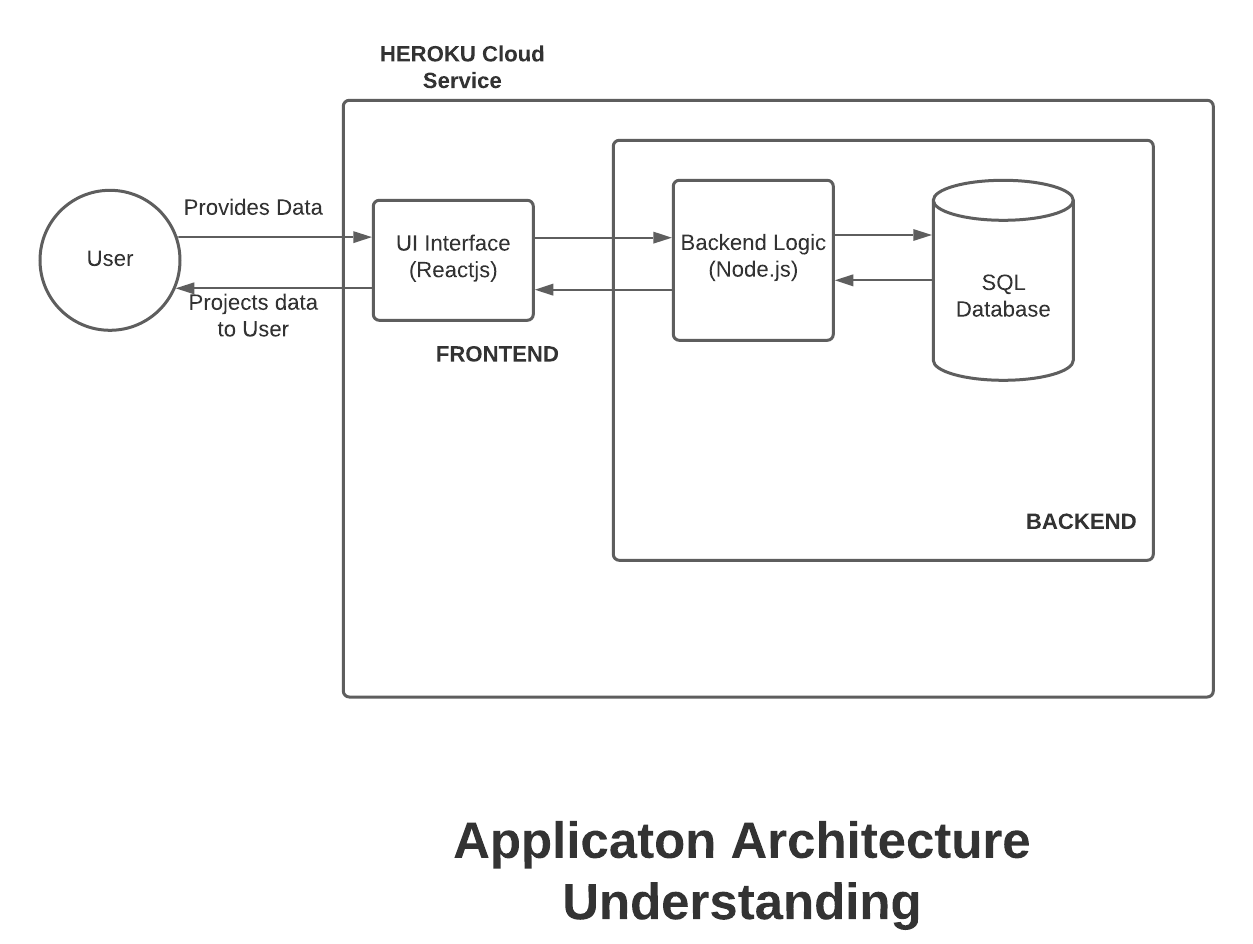 HEROKU Cloud
Service
Provides Data
User
UI Interface
(Reactjs)
Backend Logic
(Node.js)
SQL
Database
Projects data
to User
FRONTEND
BACKEND
Applicaton Architecture
Understanding